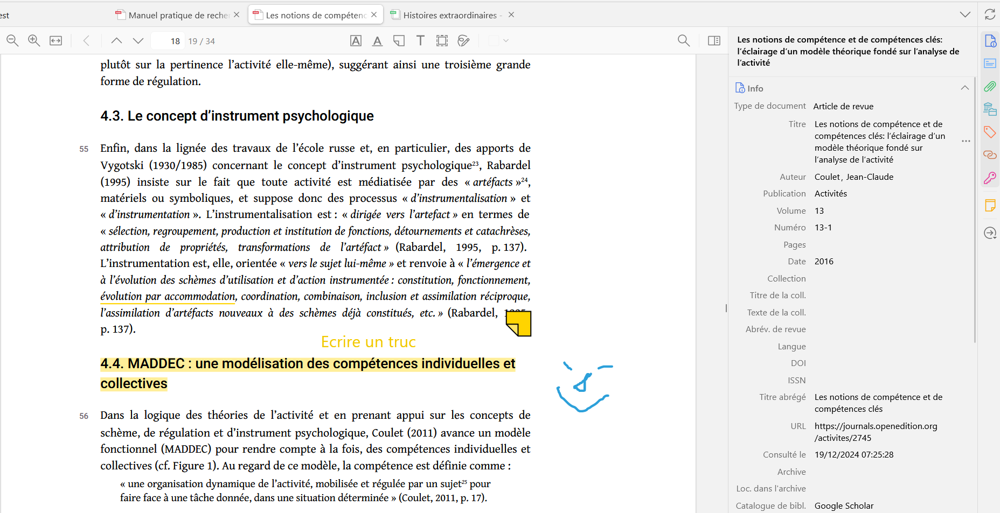 est
Manuel pratique de reche
Les notions de compétenc
Histoires extraordinaires -
18
19 / 34
plutôt sur la pertinence l’activité elle-même), suggérant ainsi une troisième grande
forme de régulation.
4.3. Le concept d’instrument psychologique
55
Enfin, dans la lignée des travaux de l’école russe et, en particulier, des apports de
Vygotski (1930/1985) concernant le concept d’instrument psychologique23, Rabardel
(1995) insiste sur le fait que toute activité est médiatisée par des « artéfacts »24,
matériels ou symboliques, et suppose donc des processus « d’instrumentalisation » et
« d’instrumentation ». L’instrumentalisation est : « dirigée vers l’artefact » en termes de
« sélection, regroupement, production et institution de fonctions, détournements et catachrèses,
attribution de propriétés, transformations de l’artéfact » (Rabardel, 1995, p. 137).
L’instrumentation est, elle, orientée « vers le sujet lui-même » et renvoie à « l’émergence et
à l’évolution des schèmes d’utilisation et d’action instrumentée : constitution, fonctionnement,
évolution par accommodation, coordination, combinaison, inclusion et assimilation réciproque,
l’assimilation d’artéfacts nouveaux à des schèmes déjà constitués, etc. » (Rabardel,
p. 137).
Ecrire un truc
4.4. MADDEC : une modélisation des compétences individuelles et
collectives
56
Dans la logique des théories de l’activité et en prenant appui sur les concepts de
schème, de régulation et d’instrument psychologique, Coulet (2011) avance un modèle
fonctionnel (MADDEC) pour rendre compte à la fois, des compétences individuelles et
collectives (cf. Figure 1). Au regard de ce modèle, la compétence est définie comme :
« une organisation dynamique de l’activité, mobilisée et régulée par un sujet25 pour
faire face à une tâche donnée, dans une situation déterminée » (Coulet, 2011, p. 17).
Les notions de compétence et de compétences clés:
l’éclairage d’un modèle théorique fondé sur l’analyse de
l’activité
Info
Type de document Article de revue
Titre Les notions de compétence et de
compétences clés: l’éclairage d’un
modèle théorique fondé sur
l’analyse de l’activité
Auteur Coulet, Jean-Claude
Publication Activités
Volume 13
Numéro 13-1
Pages
Date 2016
Collection
Titre de la coll.
Texte de la coll.
Abrév. de revue
Langue
DOI
ISSN
Titre abrégé Les notions de compétence et de
compétences clés
URL https://journals.openedition.org
/activites/2745
Consulté le 19/12/2024 07:25:28
Archive
Loc. dans l'archive
Catalogue de bibl. Google Scholar